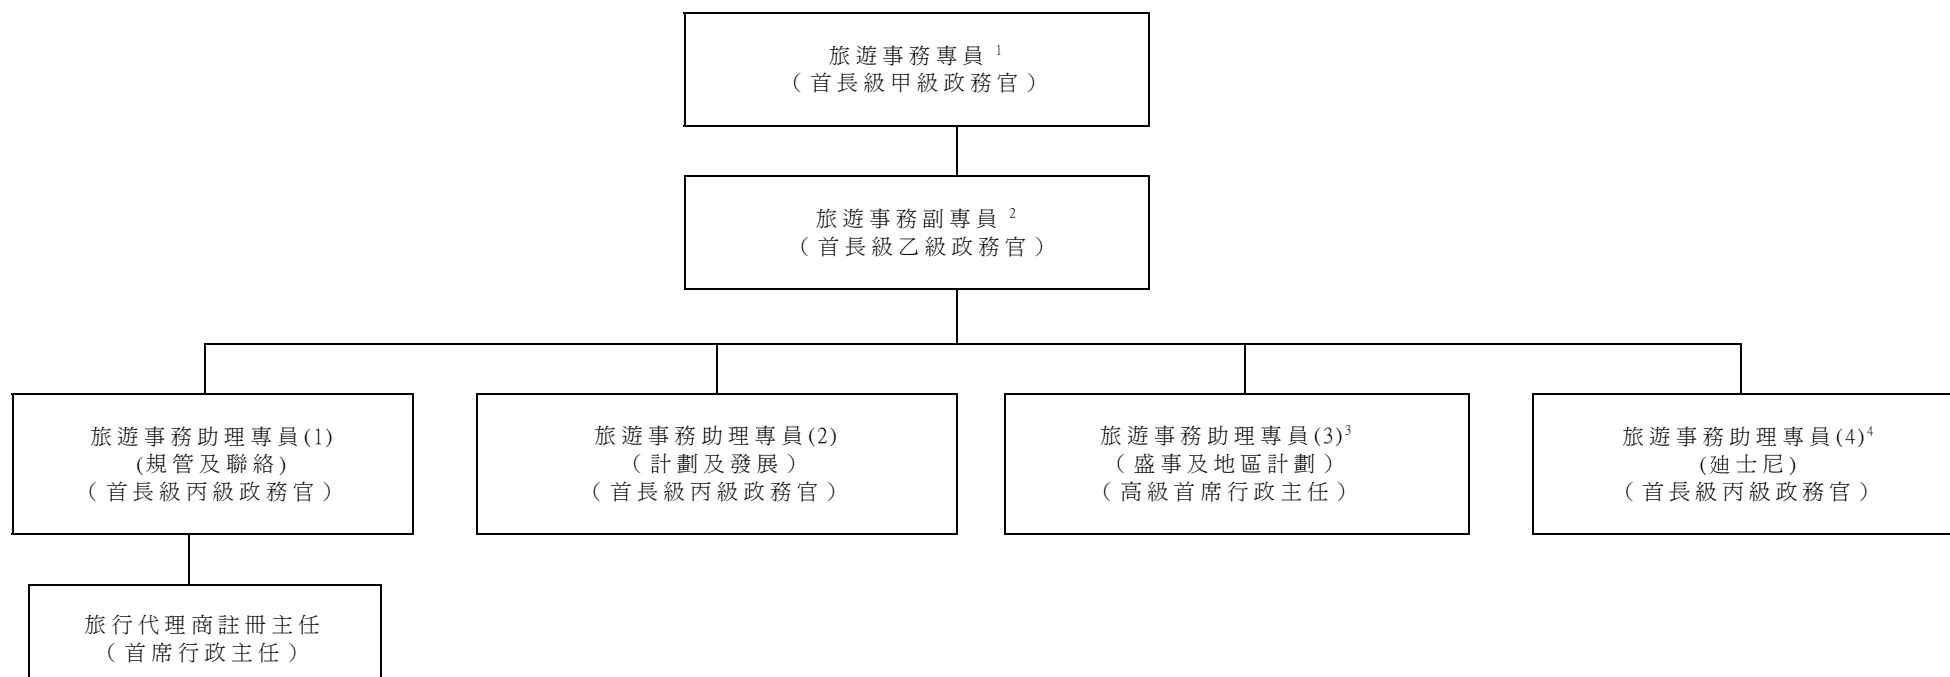 旅遊事務專員 1
（首長級甲級政務官）
旅遊事務副專員 2
（首長級乙級政務官）
旅遊事務助理專員(1)
(規管及聯絡)
（首長級丙級政務官）
旅遊事務助理專員(2)
（計劃及發展）
（首長級丙級政務官）
旅遊事務助理專員(3)3
（盛事及地區計劃）
（高級首席行政主任）
旅遊事務助理專員(4)4
(廸士尼)
（首長級丙級政務官）
旅行代理商註冊主任
（首席行政主任）